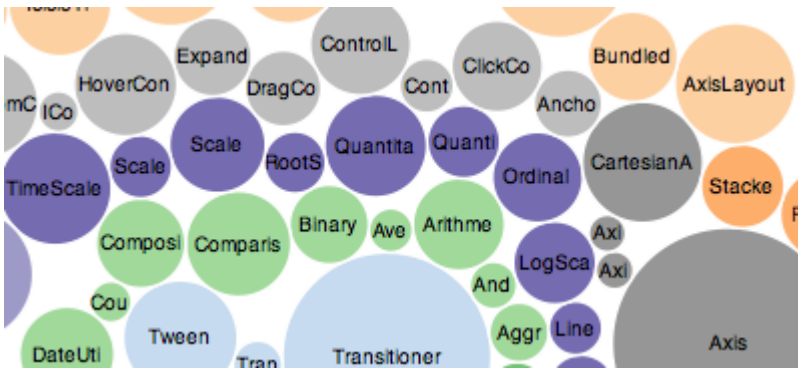 ControlL
Expand
HoverCon
DragCo
Cont
ClickCo
Bundled
AxisLayout
Ancho
mC
ICo
Scale
Quantita
Quanti
RootS
Scale
TimeScale
Ordinal
CartesianA
Stacke
Composi
Comparis
Binary
Ave
Arithme
Axi
LogSca
Axi
And
Cou
Tween
Aggr
Line
DateUti
Transitioner
Axis